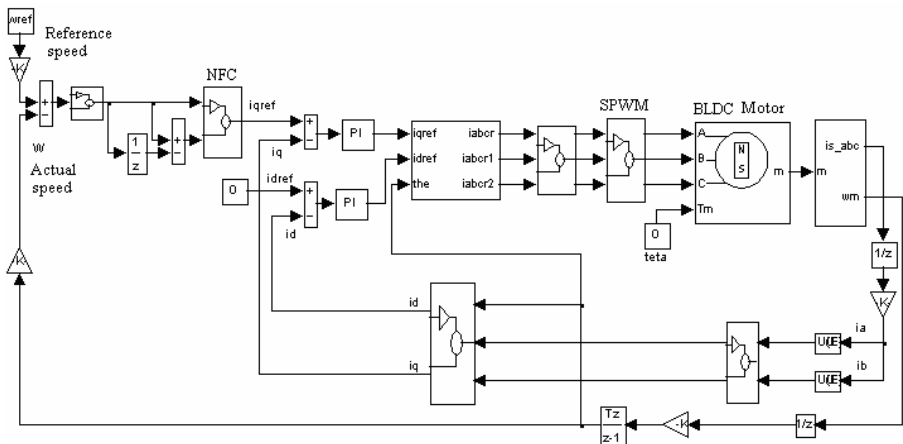 wref
Reference
speed
-K-
w
Actual
speed
+
-
1
z
+
-
NFC
iqref
iq
+
-
PI
0
idref
id
+
-
PI
iqref
idref
the
iabcr
iabcr1
iabcr2
SPWM
BLDC Motor
A
B
C
Tm
N
S
m
0
teta
m
is_abc
wm
1/z
-K-
-K-
ia
ib
U(E)
U(E)
id
iq
Tz
z-1
-K-
1/z